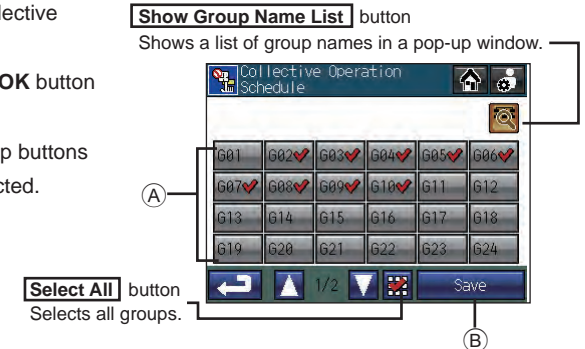 lective
OK button
p buttons
cted.
Show Group Name List button
Shows a list of group names in a pop-up window.
Collective Operation
Schedule
G01 G02 G03 G04 G05 G06
G07 G08 G09 G10 G11 G12
G13 G14 G15 G16 G17 G18
G19 G20 G21 G22 G23 G24
1/2 Save
A
Select All button
Selects all groups.
B